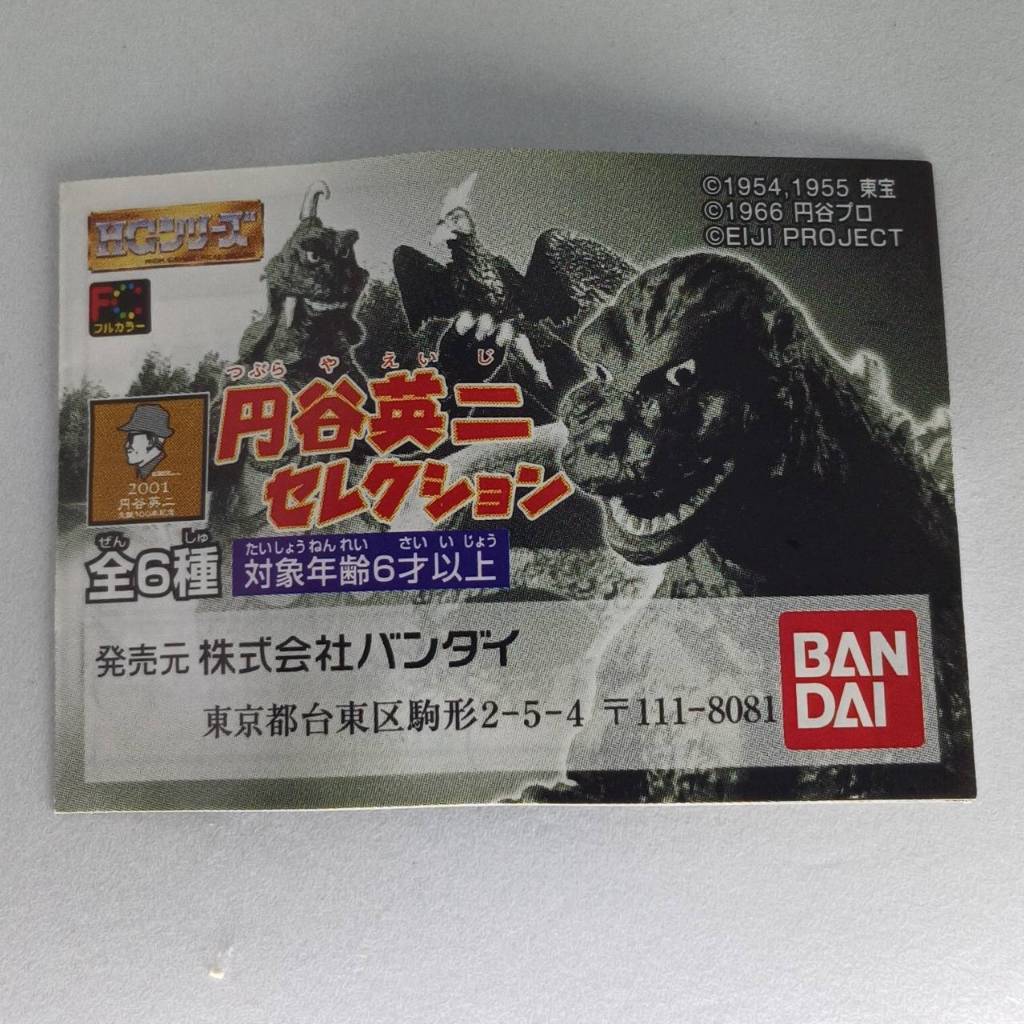 ©1954,1955 東宝
©1966 円谷プロ
©EIJI PROJECT
HGシリーズ
FC
フルカラー
つぶらやえいじ
円谷英二
セレクション
2001
円谷英二
ぜん しゅ
全6種
たいしょうねんれい さいいじょう
対象年齢6才以上
発売元 株式会社バンダイ
東京都台東区駒形2-5-4 〒111-8081
BAN
DAI